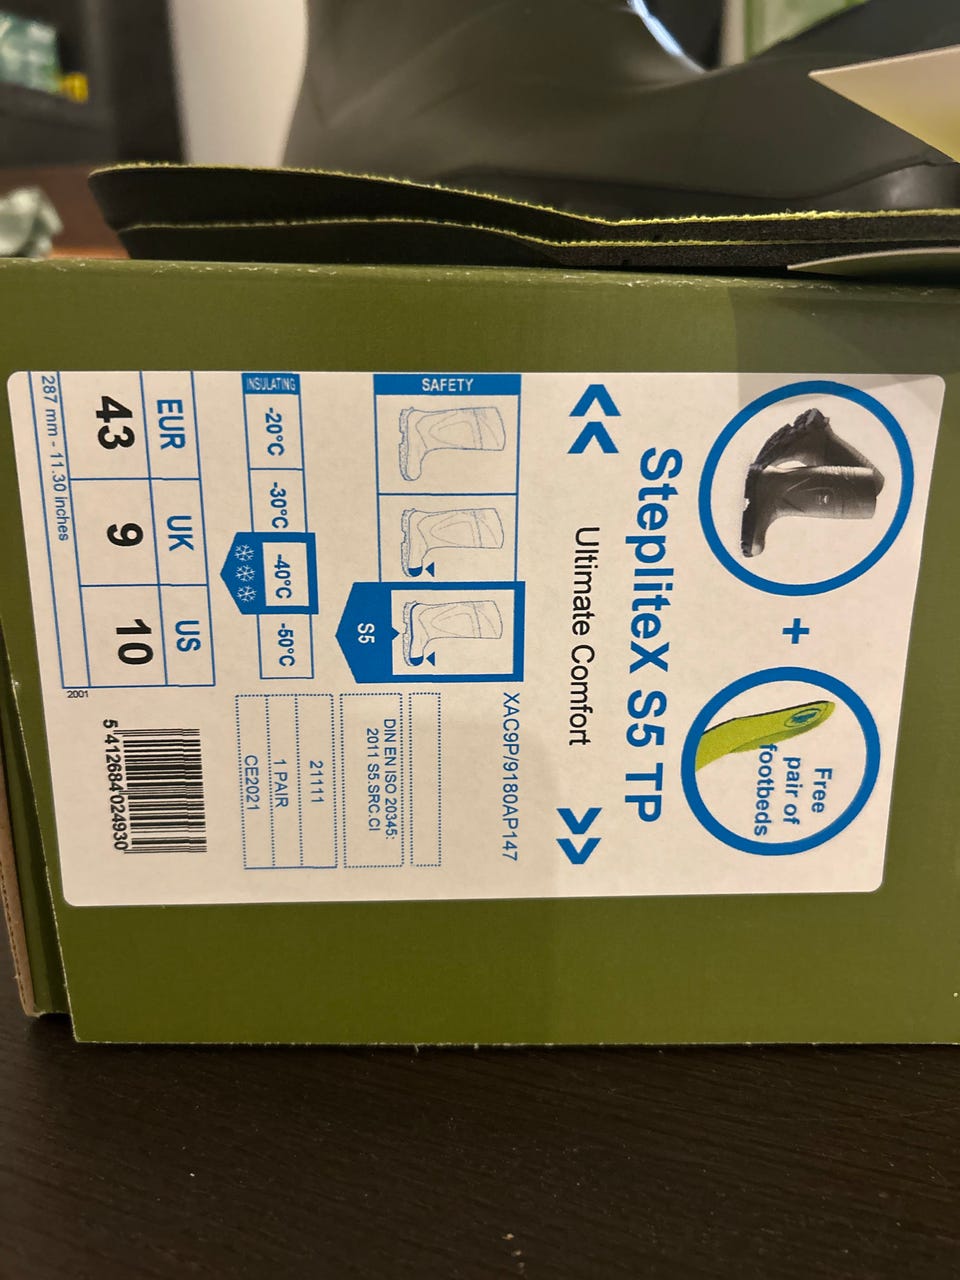 Free
pair of
footbeds
+
StepliteX S5 TP
Ultimate Comfort
XAC9P/9180AP147
SAFETY
S5
DIN EN ISO 20345:
2011 S5.SRC.CI
INSULATING
-20°C
-30°C
-40°C
-50°C
21111
1 PAIR
CE2021
EUR
UK
US
43
9
10
287 mm - 11.30 inches
2001
5 412684 024930